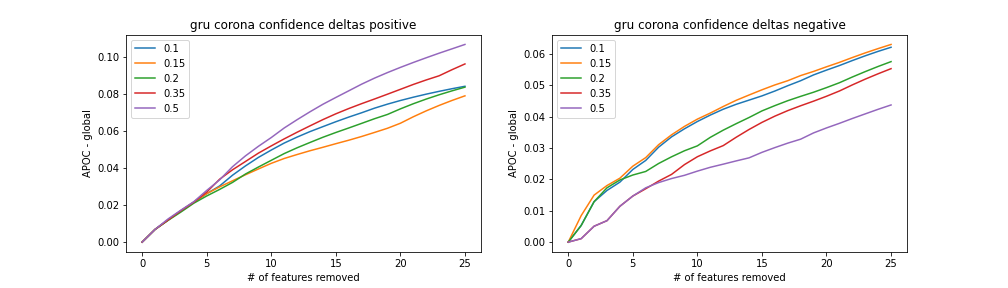 gru corona confidence deltas positive
0.1
0.15
0.2
0.35
0.5
APOC - global
0.10
0.08
0.06
0.04
0.02
0.00
0 5 10 15 20 25
# of features removed
gru corona confidence deltas negative
0.1
0.15
0.2
0.35
0.5
APOC - global
0.06
0.05
0.04
0.03
0.02
0.01
0.00
0 5 10 15 20 25
# of features removed